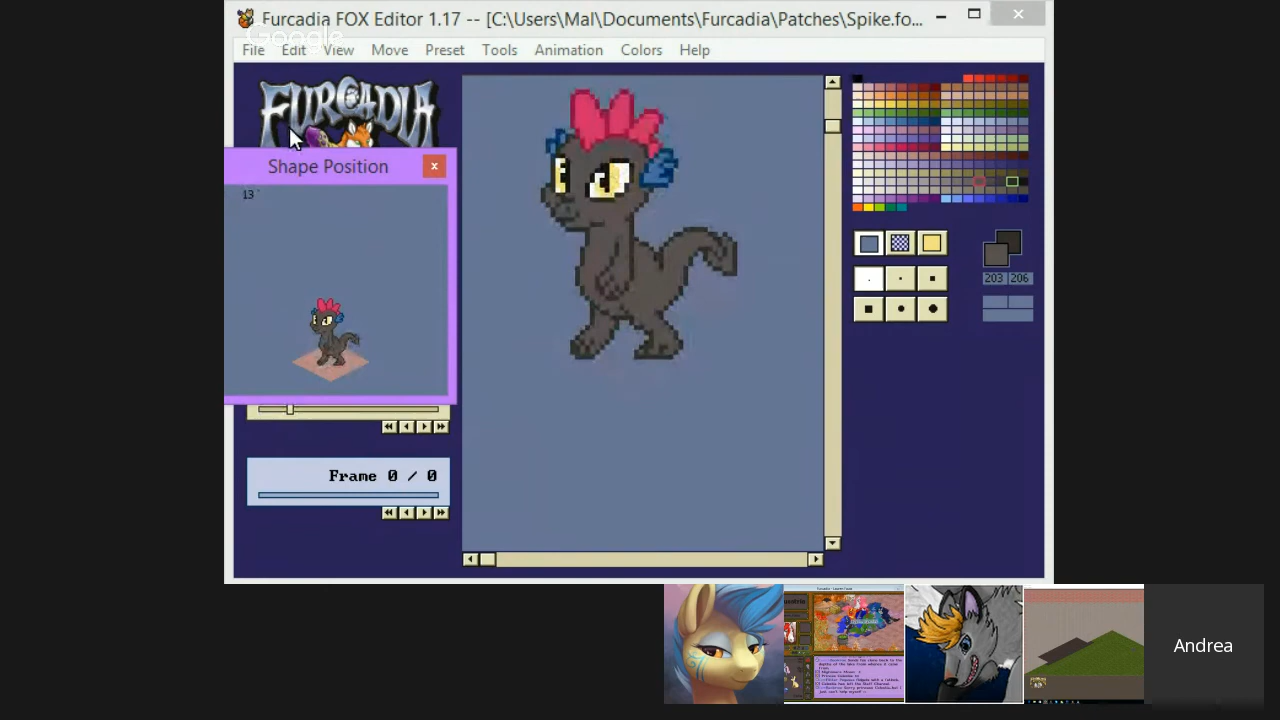 Furcadia FOX Editor 1.17 -- [C:\Users\Mal\Documents\Furcadia\Patches\Spike.fo...
Google
File Edit View Move Preset Tools Animation Colors Help
FURCADIA
Shape Position
13
203 206
Frame 0 / 0
Andrea